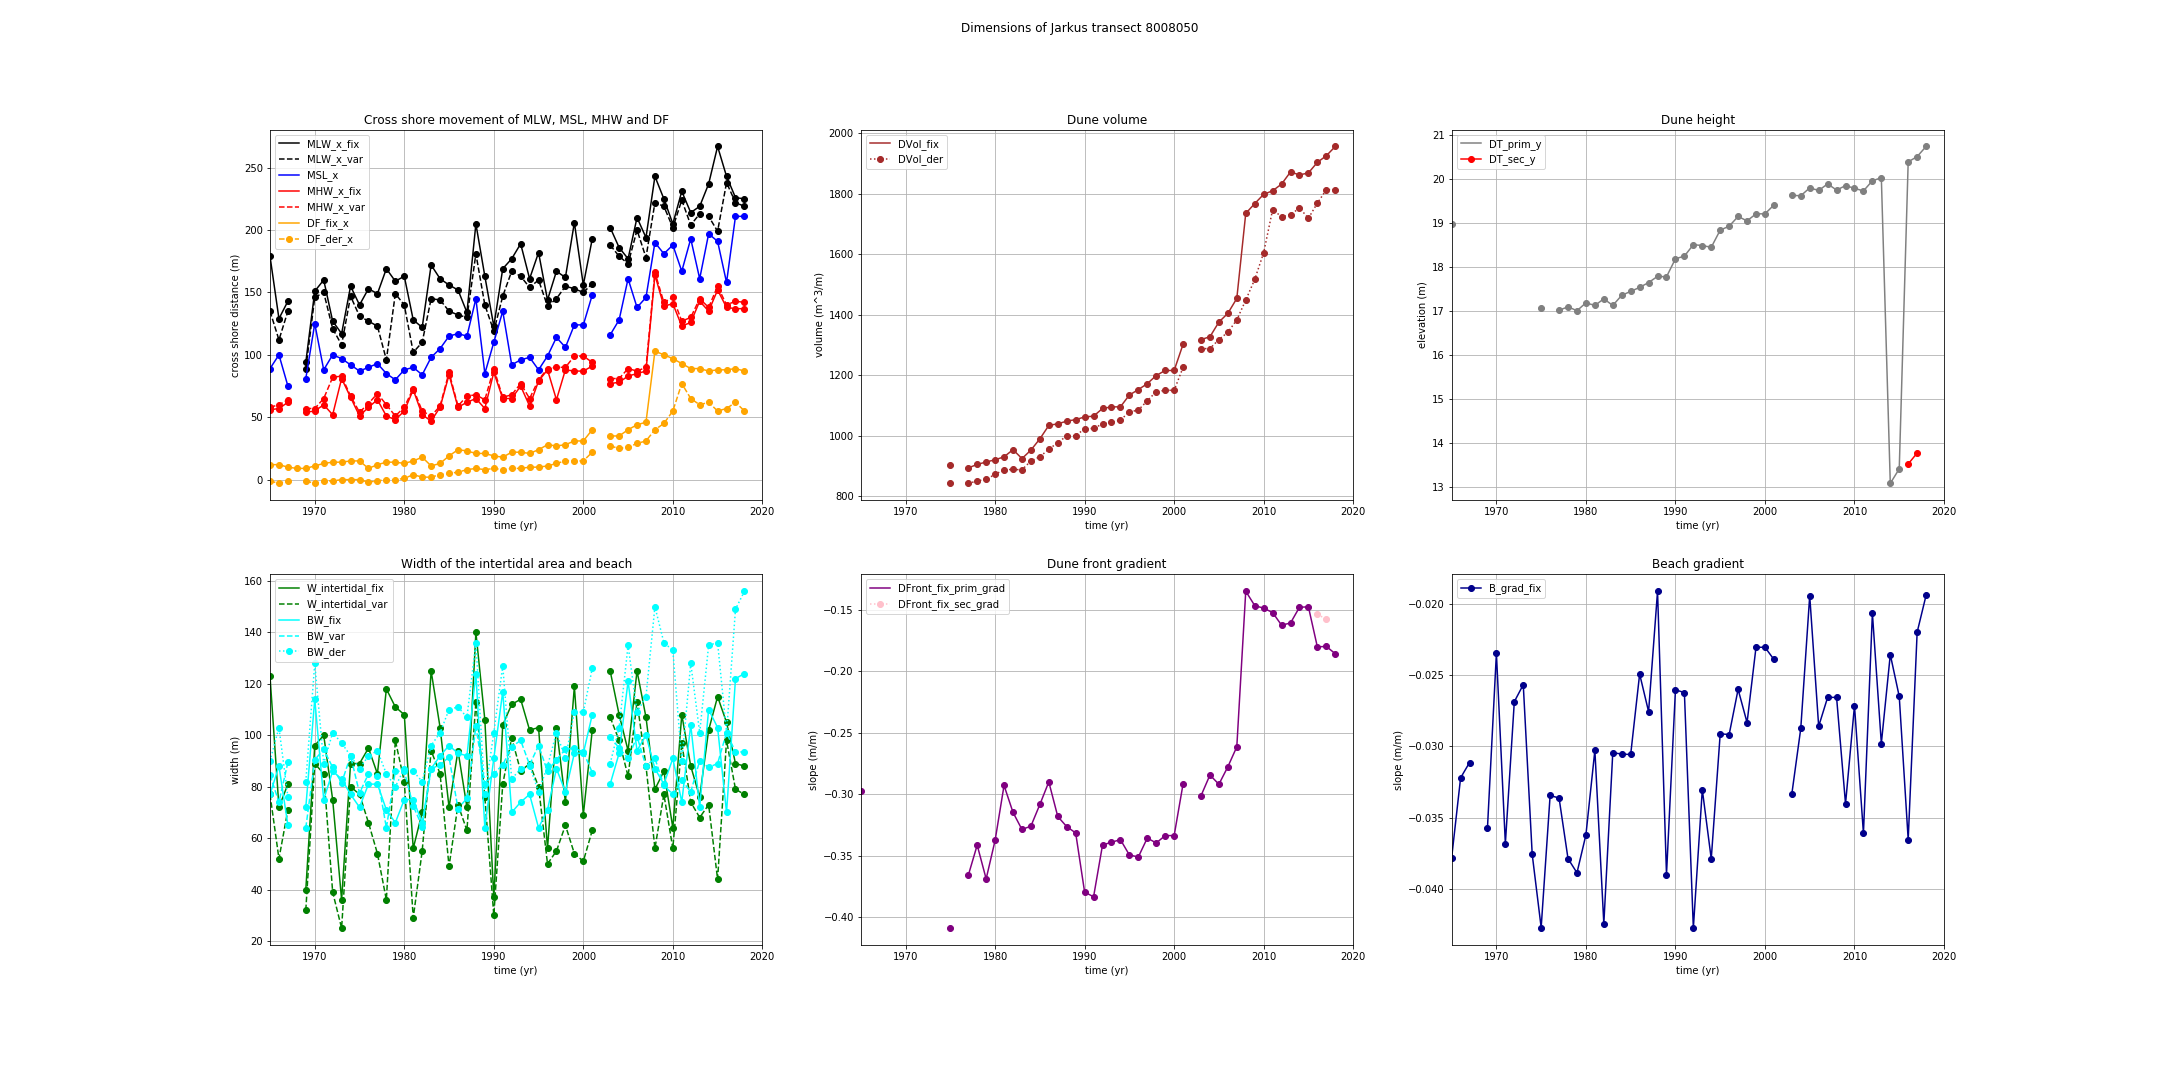 Dimensions of Jarkus transect 8008050
Cross shore movement of MLW, MSL, MHW and DF
MLW_x_fix
MLW_x_var
MSL_x
MHW_x_fix
MHW_x_var
DF_fix_x
DF_der_x
cross shore distance (m)
250
200
150
100
50
0
1970 1980 1990 2000 2010 2020
time (yr)
Dune volume
DVol_fix
DVol_der
volume (m^3/m)
2000
1800
1600
1400
1200
1000
800
1970 1980 1990 2000 2010 2020
time (yr)
Dune height
DT_prim_y
DT_sec_y
elevation (m)
21
20
19
18
17
16
15
14
13
1970 1980 1990 2000 2010 2020
time (yr)
Width of the intertidal area and beach
W_intertidal_fix
W_intertidal_var
BW_fix
BW_var
BW_der
width (m)
160
140
120
100
80
60
40
20
1970 1980 1990 2000 2010 2020
time (yr)
Dune front gradient
DFront_fix_prim_grad
DFront_fix_sec_grad
slope (m/m)
−0.15
−0.20
−0.25
−0.30
−0.35
−0.40
1970 1980 1990 2000 2010 2020
time (yr)
Beach gradient
B_grad_fix
slope (m/m)
−0.020
−0.025
−0.030
−0.035
−0.040
1970 1980 1990 2000 2010 2020
time (yr)